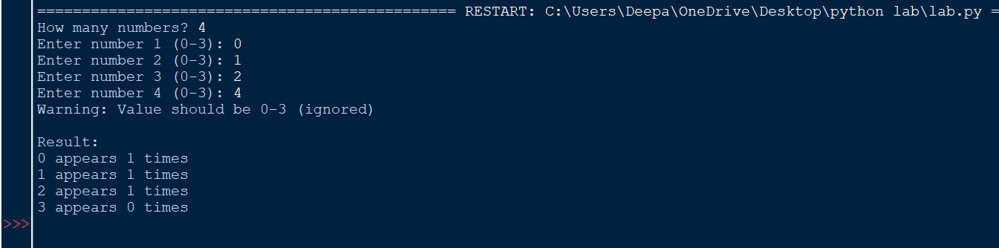 =============================================== RESTART: C:\Users\Deepa\OneDrive\Desktop\python lab\lab.py =
How many numbers? 4
Enter number 1 (0-3): 0
Enter number 2 (0-3): 1
Enter number 3 (0-3): 2
Enter number 4 (0-3): 4
Warning: Value should be 0-3 (ignored)
Result:
0 appears 1 times
1 appears 1 times
2 appears 1 times
3 appears 0 times
>>>